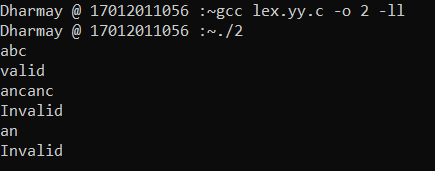 Dharmay @ 17012011056 :~gcc lex.yy.c -o 2 -ll
Dharmay @ 17012011056 :~./2
abc
valid
ancanc
Invalid
an
Invalid